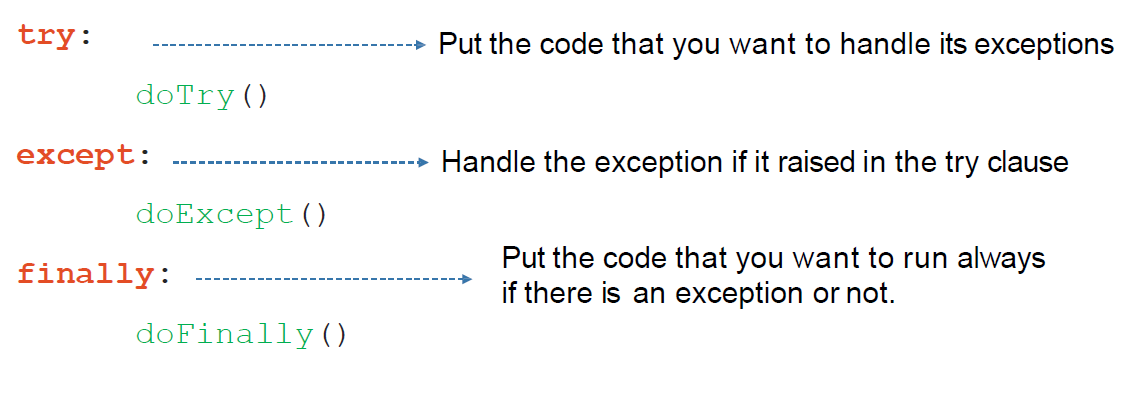 try: Put the code that you want to handle its exceptions
doTry()
except: Handle the exception if it raised in the try clause
doExcept()
finally: Put the code that you want to run always
if there is an exception or not.
doFinally()